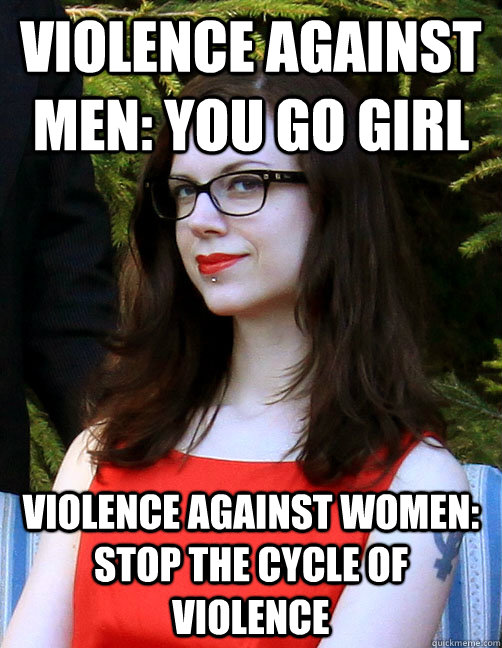 VIOLENCE AGAINST
MEN: YOU GO GIRL
VIOLENCE AGAINST WOMEN:
STOP THE CYCLE OF
VIOLENCE
quickmeme.com